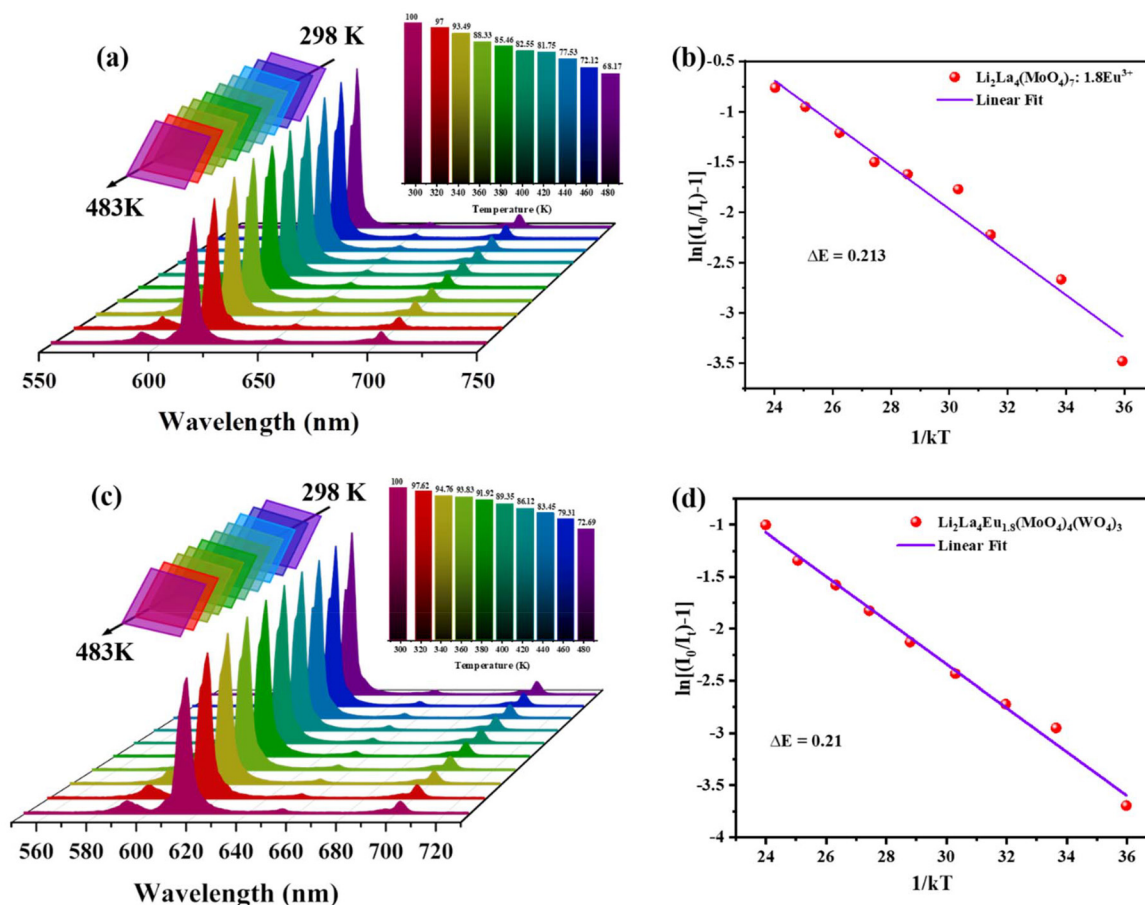 (a)
298 K
483K
100
97
93.49
88.33
85.46
82.55
81.75
77.53
72.12
68.17
300 320 340 360 380 400 420 440 460 480
Temperature (K)
550 600 650 700 750
Wavelength (nm)
(b)
-0.5
-1.0
-1.5
-2.0
-2.5
-3.0
-3.5
ln[(I₀/Iₜ)-1]
Li₂La₄(MoO₄)₇: 1.8Eu³⁺
Linear Fit
ΔE = 0.213
24 26 28 30 32 34 36
1/kT
(c)
298 K
483K
100
97.62
94.76
93.83
91.92
89.35
86.12
83.45
79.31
72.69
300 320 340 360 380 400 420 440 460 480
Temperature (K)
560 580 600 620 640 660 680 700 720
Wavelength (nm)
(d)
-1
-1.5
-2
-2.5
-3
-3.5
-4
ln[(I₀/Iₜ)-1]
Li₂La₄Eu₁.₈(MoO₄)₄(WO₄)₃
Linear Fit
ΔE = 0.21
24 26 28 30 32 34 36
1/kT